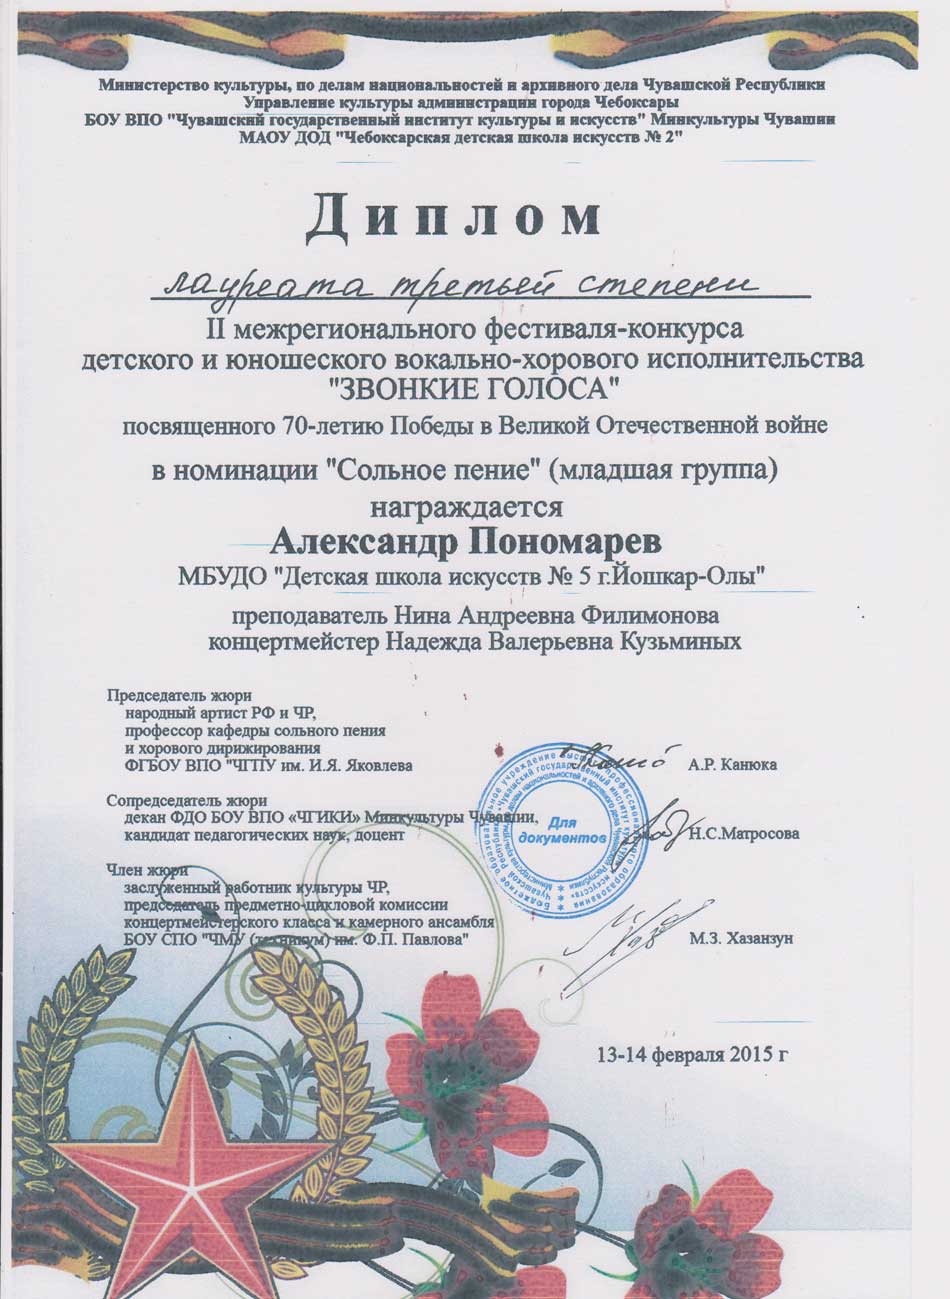 Министерство культуры, по делам национальностей и архивного дела Чувашской Республики
Управление культуры администрации города Чебоксары
БОУ ВПО "Чувашский государственный институт культуры и искусств" Минкультуры Чувашии
МАОУ ДОД "Чебоксарская детская школа искусств № 2"
Диплом
лауреата третьей степени
II межрегионального фестиваля-конкурса
детского и юношеского вокально-хорового исполнительства
"ЗВОНКИЕ ГОЛОСА"
посвященного 70-летию Победы в Великой Отечественной войне
в номинации "Сольное пение" (младшая группа)
награждается
Александр Пономарев
МБУДО "Детская школа искусств № 5 г.Йошкар-Олы"
преподаватель Нина Андреевна Филимонова
концертмейстер Надежда Валерьевна Кузьминых
Председатель жюри
народный артист РФ и ЧР,
профессор кафедры сольного пения
и хорового дирижирования
ФГБОУ ВПО "ЧГПУ им. И.Я. Яковлева
А.Р. Канюка
Сопредседатель жюри
декан ФДО БОУ ВПО «ЧГИКИ» Минкультуры Чувашии,
кандидат педагогических наук, доцент
Н.С.Матросова
Для
документов
Член жюри
заслуженный работник культуры ЧР,
председатель предметно-цикловой комиссии
концертмейстерского класса и камерного ансамбля
БОУ СПО "ЧМУ (техникум) им. Ф.П. Павлова"
М.З. Хазанзун
13-14 февраля 2015 г